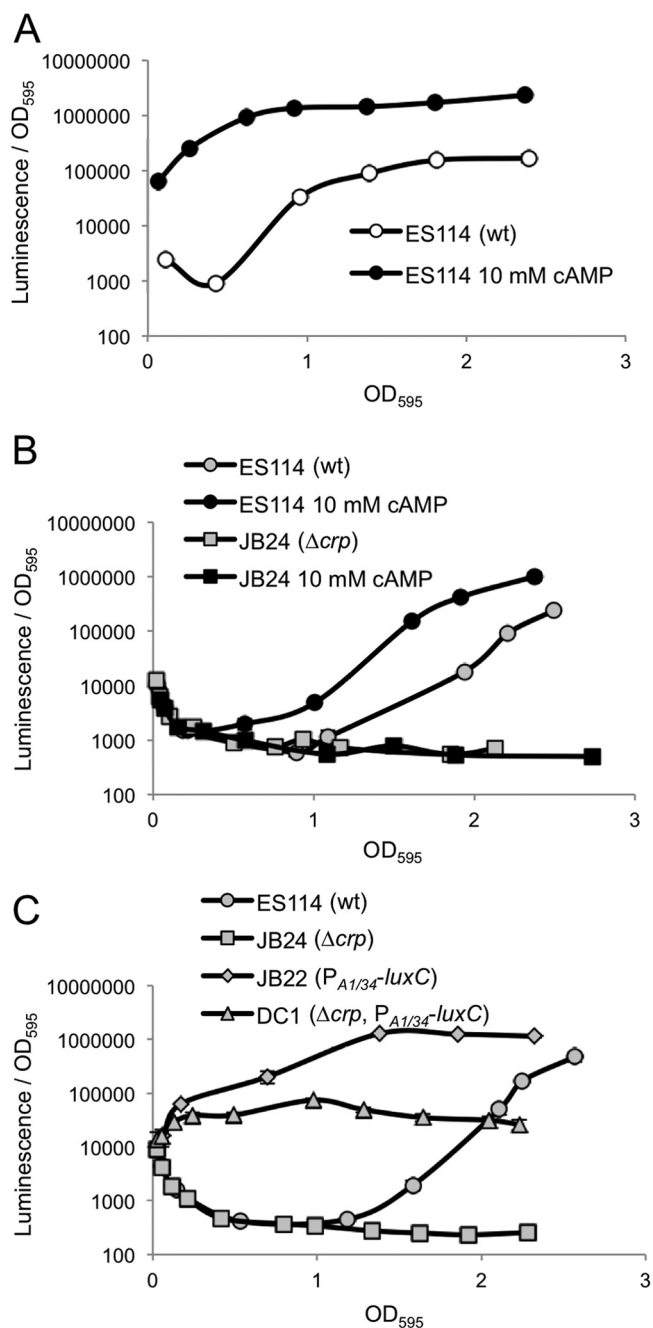 A
10000000
1000000
100000
10000
1000
100
Luminescence / OD595
ES114 (wt)
ES114 10 mM cAMP
0 1 2 3
OD595
B
ES114 (wt)
ES114 10 mM cAMP
JB24 (Δcrp)
JB24 10 mM cAMP
10000000
1000000
100000
10000
1000
100
Luminescence / OD595
0 1 2 3
OD595
C
ES114 (wt)
JB24 (Δcrp)
JB22 (PA1/34-luxC)
DC1 (Δcrp, PA1/34-luxC)
10000000
1000000
100000
10000
1000
100
Luminescence / OD595
0 1 2 3
OD595